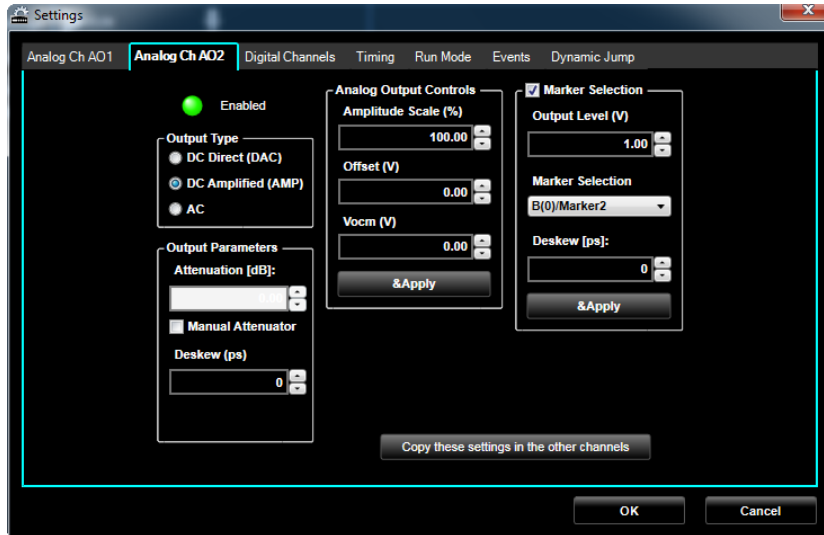 Settings
x
Analog Ch AO1 Analog Ch AO2 Digital Channels Timing Run Mode Events Dynamic Jump
Enabled
Output Type
DC Direct (DAC)
DC Amplified (AMP)
AC
Output Parameters
Attenuation [dB]:
0.00
Manual Attenuator
Deskew (ps)
0
Analog Output Controls
Amplitude Scale (%)
100.00
Offset (V)
0.00
Vocm (V)
0.00
&Apply
Marker Selection
Output Level (V)
1.00
Marker Selection
B(0)/Marker2
Deskew [ps]:
0
&Apply
Copy these settings in the other channels
OK Cancel